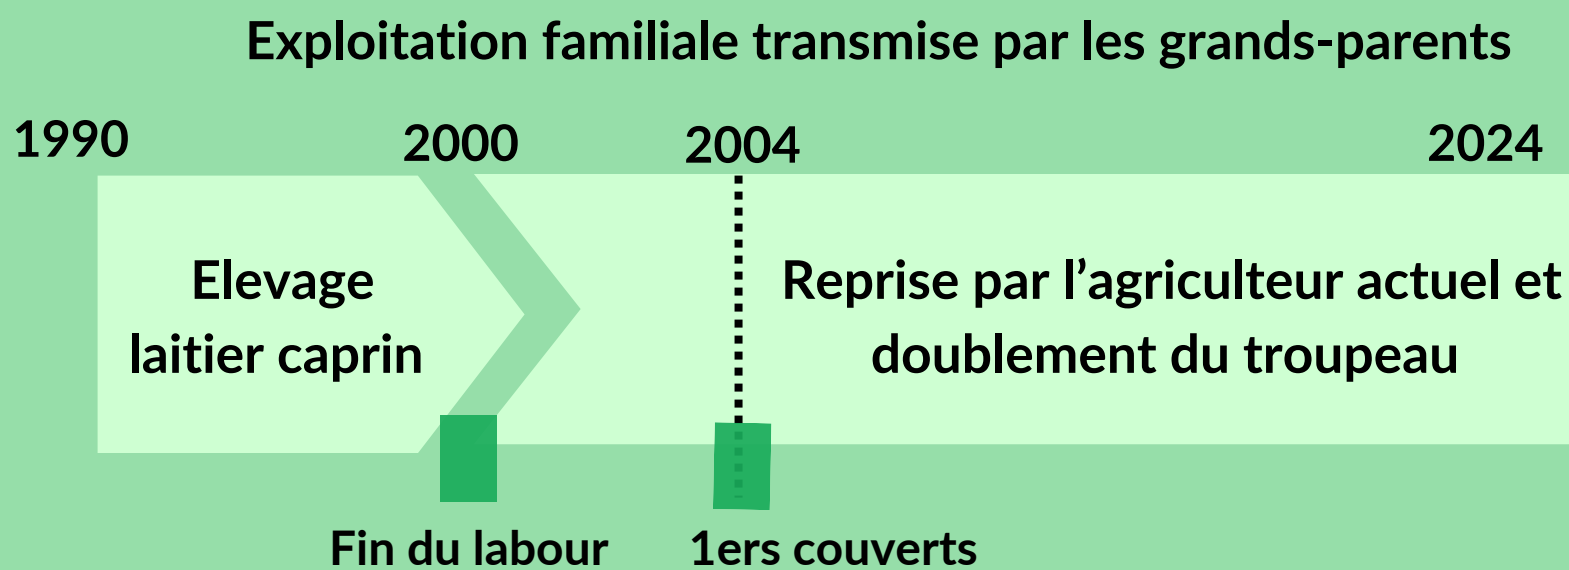 Exploitation familiale transmise par les grands-parents
1990
2000
2004
2024
Elevage
laitier caprin
Reprise par l’agriculteur actuel et
doublement du troupeau
Fin du labour
1ers couverts